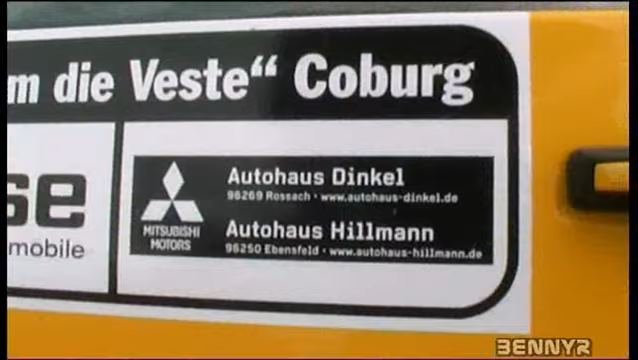 m die Veste“ Coburg
se
mobile
MITSUBISHI
MOTORS
Autohaus Dinkel
96269 Rossach · www.autohaus-dinkel.de
Autohaus Hillmann
96250 Ebensfeld · www.autohaus-hillmann.de
BENNYR